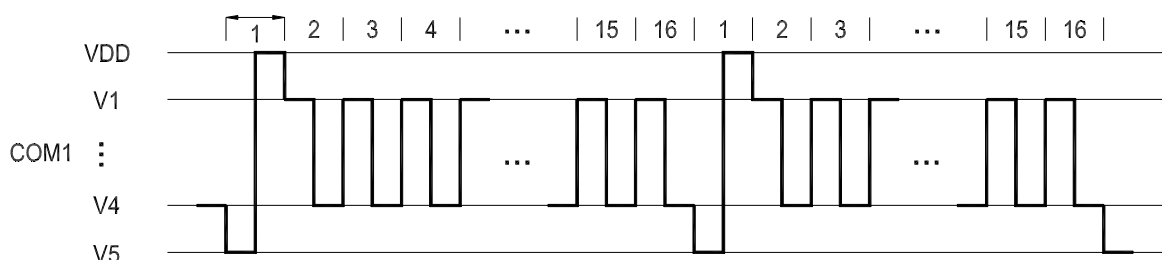 1 | 2 | 3 | 4 | ... | 15 | 16 | 1 | 2 | 3 | ... | 15 | 16 |
VDD
V1
COM1 ⋮ ... ...
V4
V5